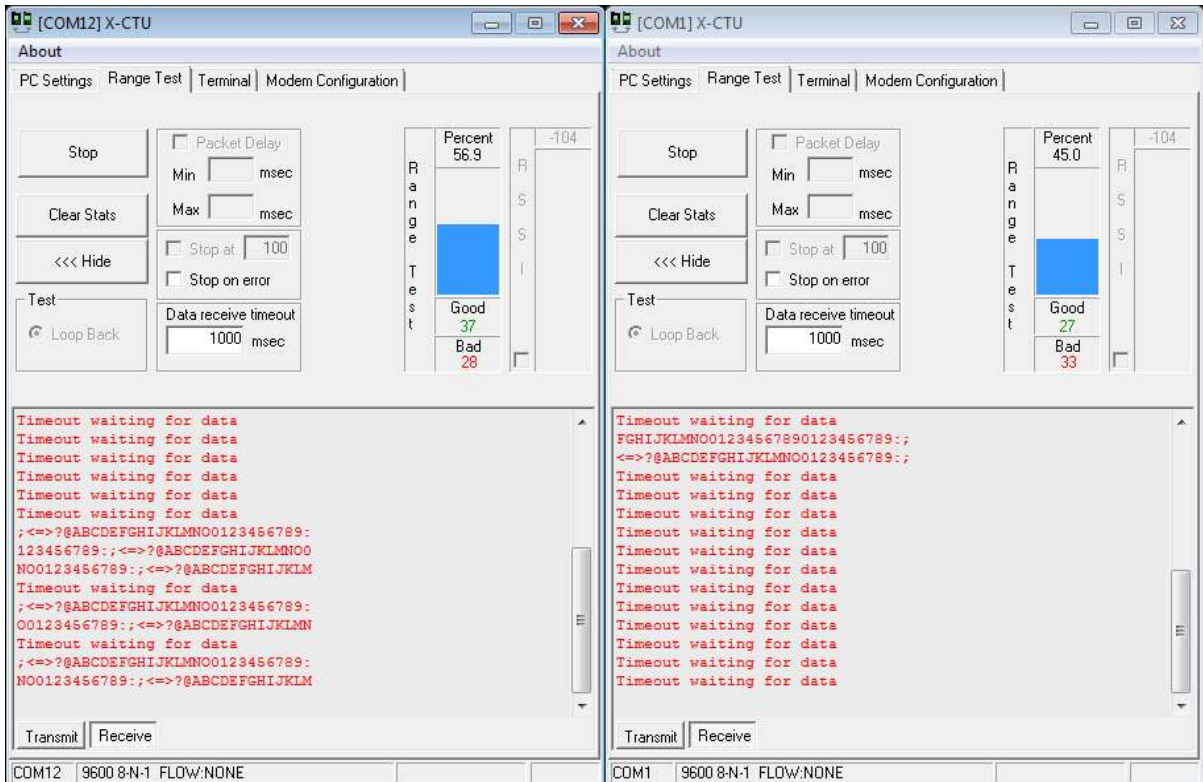 [COM12] X-CTU
About
PC Settings Range Test Terminal Modem Configuration
Stop
Clear Stats
<<< Hide
Test
Loop Back
Packet Delay
Min msec
Max msec
Stop at 100
Stop on error
Data receive timeout
1000 msec
Range Test
Percent
56.9
Good
37
Bad
28
-104
RSSI
Timeout waiting for data
Timeout waiting for data
Timeout waiting for data
Timeout waiting for data
Timeout waiting for data
Timeout waiting for data
;<=>?@ABCDEFGHIJKLMNO0123456789:
123456789:;<=>?@ABCDEFGHIJKLMNO0
NO0123456789:;<=>?@ABCDEFGHIJKLM
Timeout waiting for data
;<=>?@ABCDEFGHIJKLMNO0123456789:
O0123456789:;<=>?@ABCDEFGHIJKLMN
Timeout waiting for data
;<=>?@ABCDEFGHIJKLMNO0123456789:
NO0123456789:;<=>?@ABCDEFGHIJKLM
Transmit Receive
COM12 9600 8-N-1 FLOW:NONE
[COM1] X-CTU
About
PC Settings Range Test Terminal Modem Configuration
Stop
Clear Stats
<<< Hide
Test
Loop Back
Packet Delay
Min msec
Max msec
Stop at 100
Stop on error
Data receive timeout
1000 msec
Range Test
Percent
45.0
Good
27
Bad
33
-104
RSSI
Timeout waiting for data
FGHIJKLMNO01234567890123456789:;
<=>?@ABCDEFGHIJKLMNO0123456789:;
Timeout waiting for data
Timeout waiting for data
Timeout waiting for data
Timeout waiting for data
Timeout waiting for data
Timeout waiting for data
Timeout waiting for data
Timeout waiting for data
Timeout waiting for data
Timeout waiting for data
Timeout waiting for data
Timeout waiting for data
Transmit Receive
COM1 9600 8-N-1 FLOW:NONE